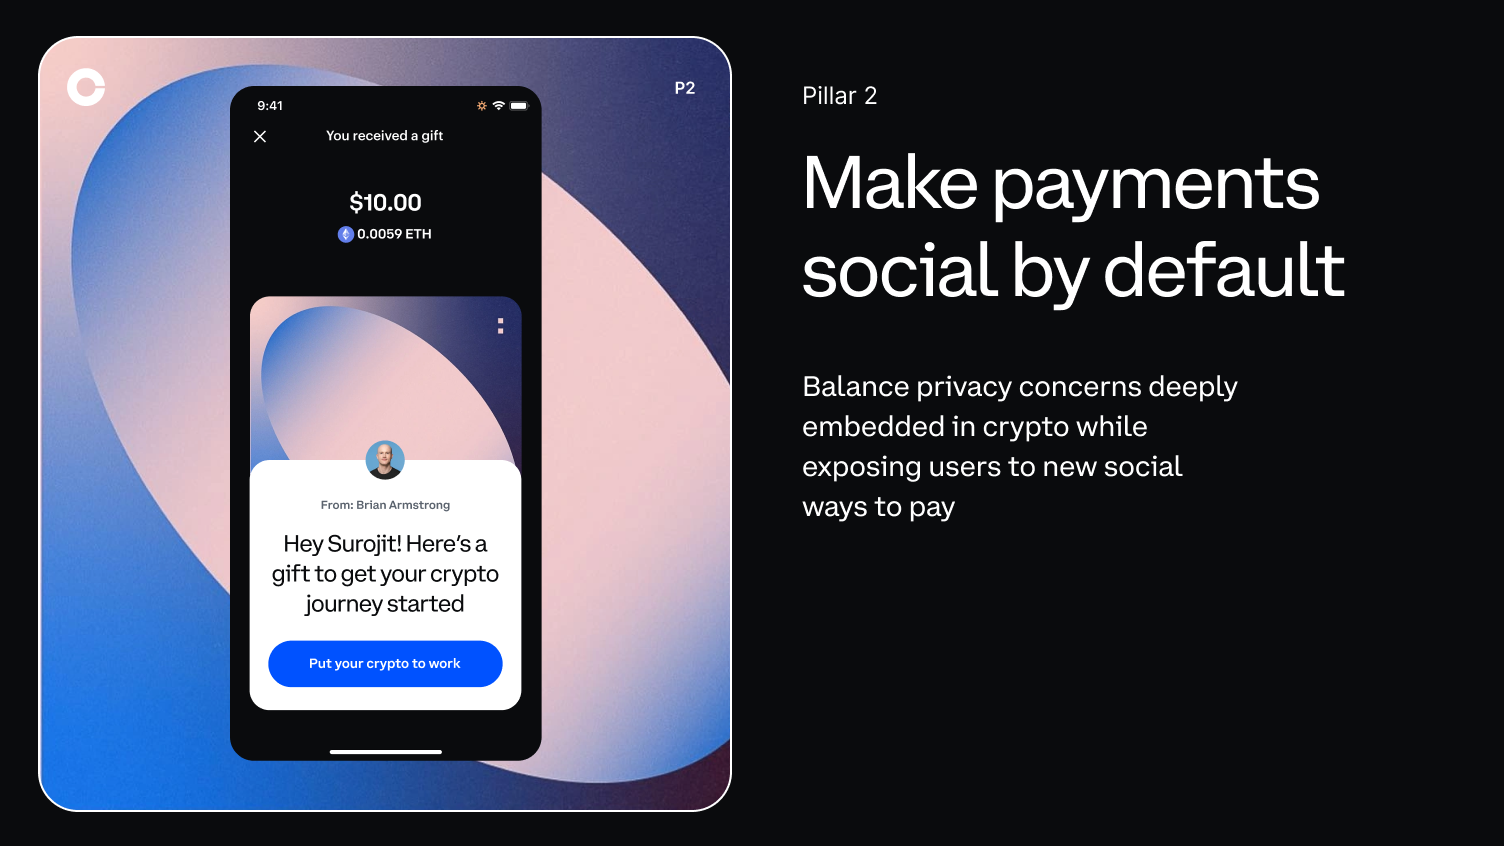 P2
9:41
You received a gift
$10.00
0.0059 ETH
From: Brian Armstrong
Hey Surojit! Here's a
gift to get your crypto
journey started
Put your crypto to work
Pillar 2
Make payments
social by default
Balance privacy concerns deeply
embedded in crypto while
exposing users to new social
ways to pay